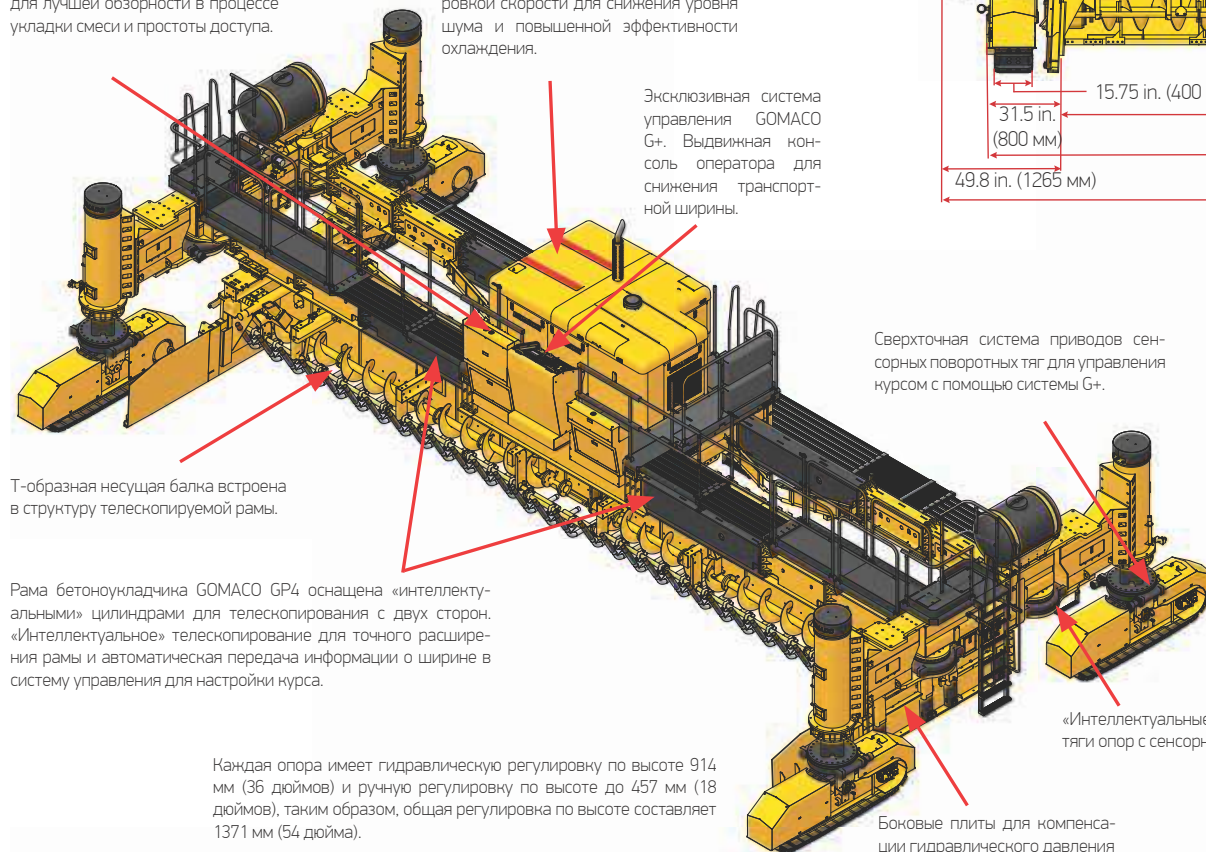 для лучшей обзорности в процессе
укладки смеси и простоты доступа.
ровкой скорости для снижения уровня
шума и повышенной эффективности
охлаждения.
15.75 in. (400
31.5 in.
(800 мм)
49.8 in. (1265 мм)
Эксклюзивная система
управления GOMACO
G+. Выдвижная кон-
соль оператора для
снижения транспорт-
ной ширины.
Сверхточная система приводов сен-
сорных поворотных тяг для управления
курсом с помощью системы G+.
Т-образная несущая балка встроена
в структуру телескопируемой рамы.
Рама бетоноукладчика GOMACO GP4 оснащена «интеллекту-
альными» цилиндрами для телескопирования с двух сторон.
«Интеллектуальное» телескопирование для точного расшире-
ния рамы и автоматическая передача информации о ширине в
систему управления для настройки курса.
«Интеллектуальные
тяги опор с сенсорн
Каждая опора имеет гидравлическую регулировку по высоте 914
мм (36 дюймов) и ручную регулировку по высоте до 457 мм (18
дюймов), таким образом, общая регулировка по высоте составляет
1371 мм (54 дюйма).
Боковые плиты для компенса-
ции гидравлического давления